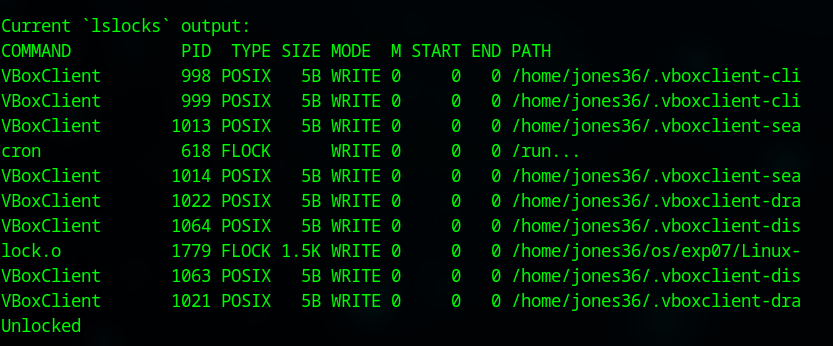 Current `lslocks` output:
COMMAND PID TYPE SIZE MODE M START END PATH
VBoxClient 998 POSIX 5B WRITE 0 0 0 /home/jones36/.vboxclient-cli
VBoxClient 999 POSIX 5B WRITE 0 0 0 /home/jones36/.vboxclient-cli
VBoxClient 1013 POSIX 5B WRITE 0 0 0 /home/jones36/.vboxclient-sea
cron 618 FLOCK WRITE 0 0 0 /run...
VBoxClient 1014 POSIX 5B WRITE 0 0 0 /home/jones36/.vboxclient-sea
VBoxClient 1022 POSIX 5B WRITE 0 0 0 /home/jones36/.vboxclient-dra
VBoxClient 1064 POSIX 5B WRITE 0 0 0 /home/jones36/.vboxclient-dis
lock.o 1779 FLOCK 1.5K WRITE 0 0 0 /home/jones36/os/exp07/Linux-
VBoxClient 1063 POSIX 5B WRITE 0 0 0 /home/jones36/.vboxclient-dis
VBoxClient 1021 POSIX 5B WRITE 0 0 0 /home/jones36/.vboxclient-dra
Unlocked